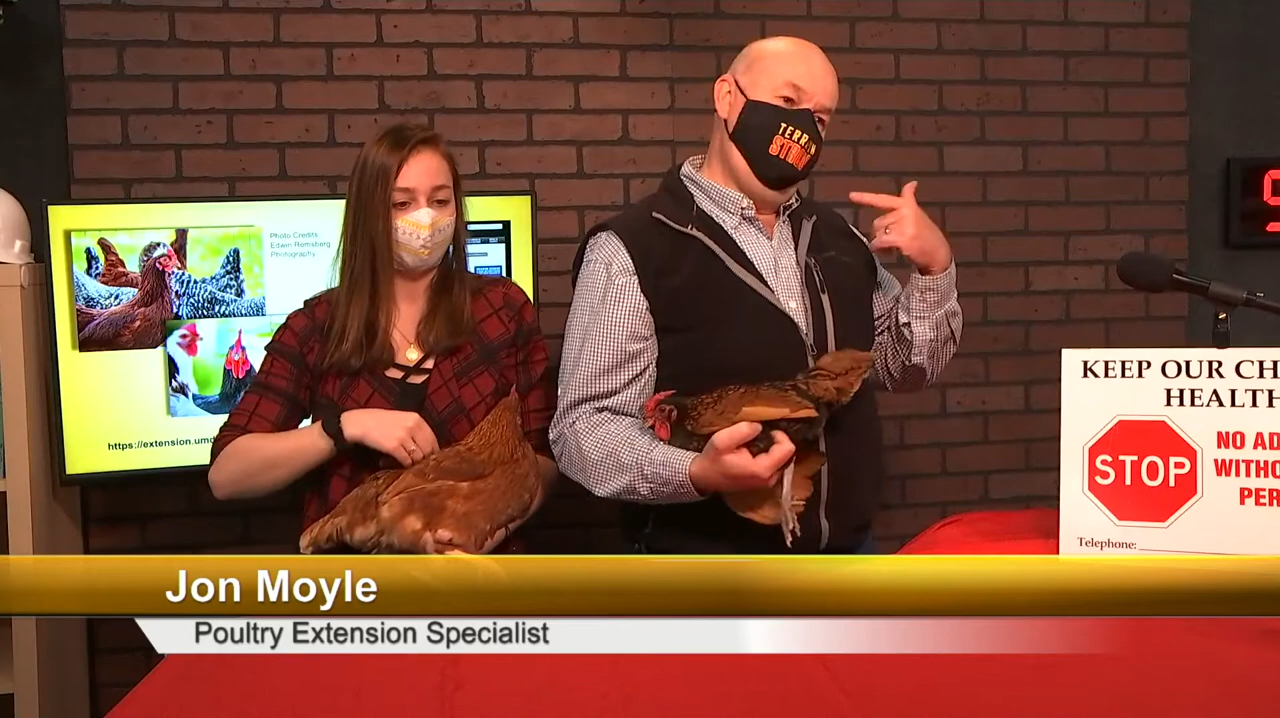 Photo Credits:
Edwin Remsberg
Photography
https://extension.umd
TERRAPIN
STRONG
KEEP OUR CH
HEALTH
STOP
NO AD
WITHO
PER
Telephone:
Jon Moyle
Poultry Extension Specialist